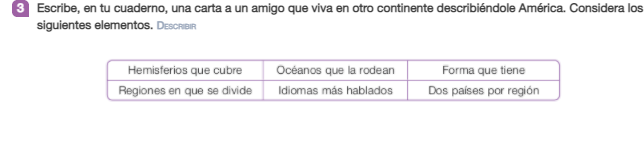 3 Escribe, en tu cuaderno, una carta a un amigo que viva en otro continente describiéndole América. Considera los
siguientes elementos. DESCRIBIR
Hemisferios que cubre Océanos que la rodean Forma que tiene
Regiones en que se divide Idiomas más hablados Dos países por región